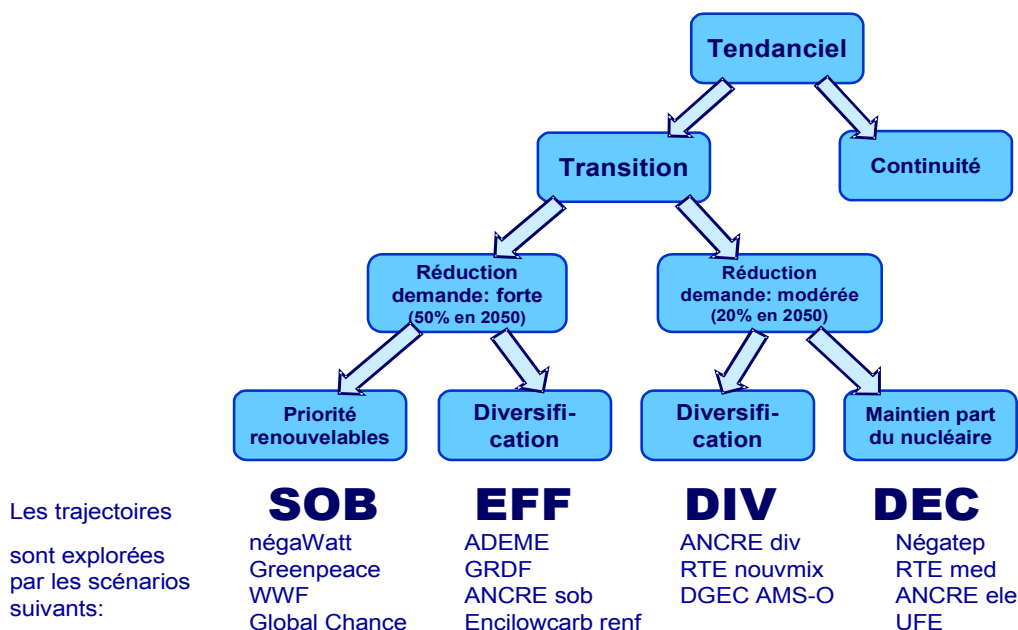 Tendanciel
Transition
Continuité
Réduction
demande: forte
(50% en 2050)
Réduction
demande: modérée
(20% en 2050)
Priorité
renouvelables
Diversifi-
cation
Diversifi-
cation
Maintien part
du nucléaire
Les trajectoires
sont explorées
par les scénarios
suivants:
SOB
négaWatt
Greenpeace
WWF
Global Chance
EFF
ADEME
GRDF
ANCRE sob
Encilowcarb renf
DIV
ANCRE div
RTE nouvmix
DGEC AMS-O
DEC
Négatep
RTE med
ANCRE ele
UFE